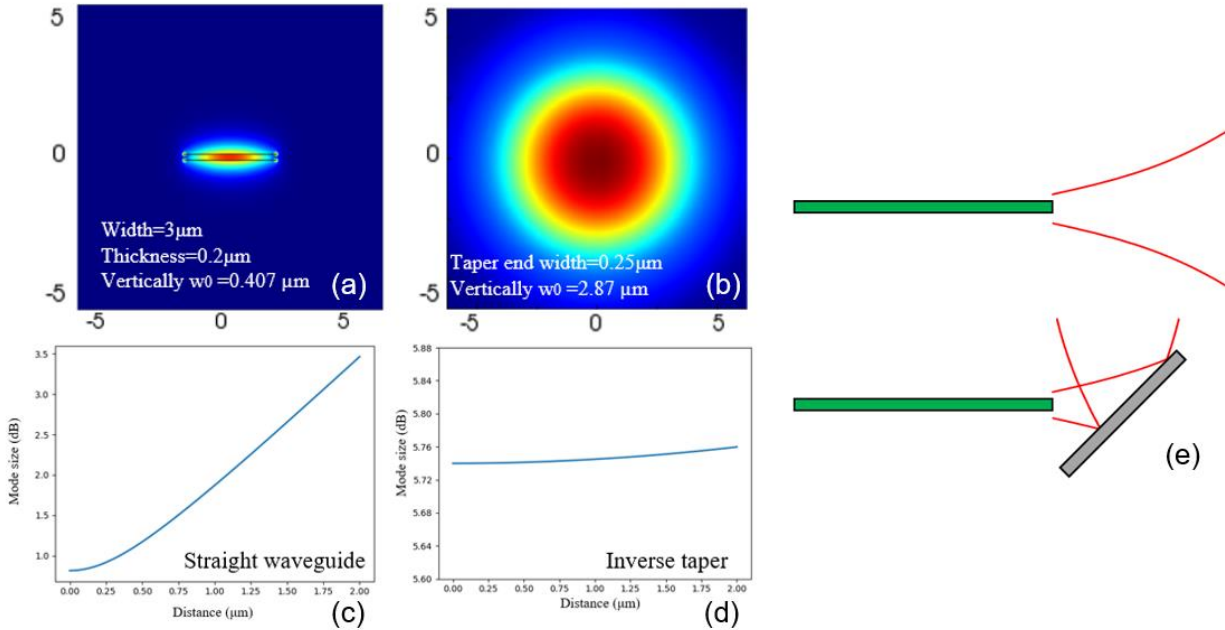 5
0
-5
-5
0
5
Width=3μm
Thickness=0.2μm
Vertically w0 =0.407 μm
(a)
5
0
-5
-5
0
5
Taper end width=0.25μm
Vertically w0 =2.87 μm
(b)
3.5
3.0
2.5
2.0
1.5
1.0
Mode size (dB)
0.00
0.25
0.50
0.75
1.00
1.25
1.50
1.75
2.00
Distance (μm)
Straight waveguide
(c)
5.88
5.84
5.80
5.76
5.72
5.68
5.64
5.60
Mode size (dB)
0.00
0.25
0.50
0.75
1.00
1.25
1.50
1.75
2.00
Distance (μm)
Inverse taper
(d)
(e)